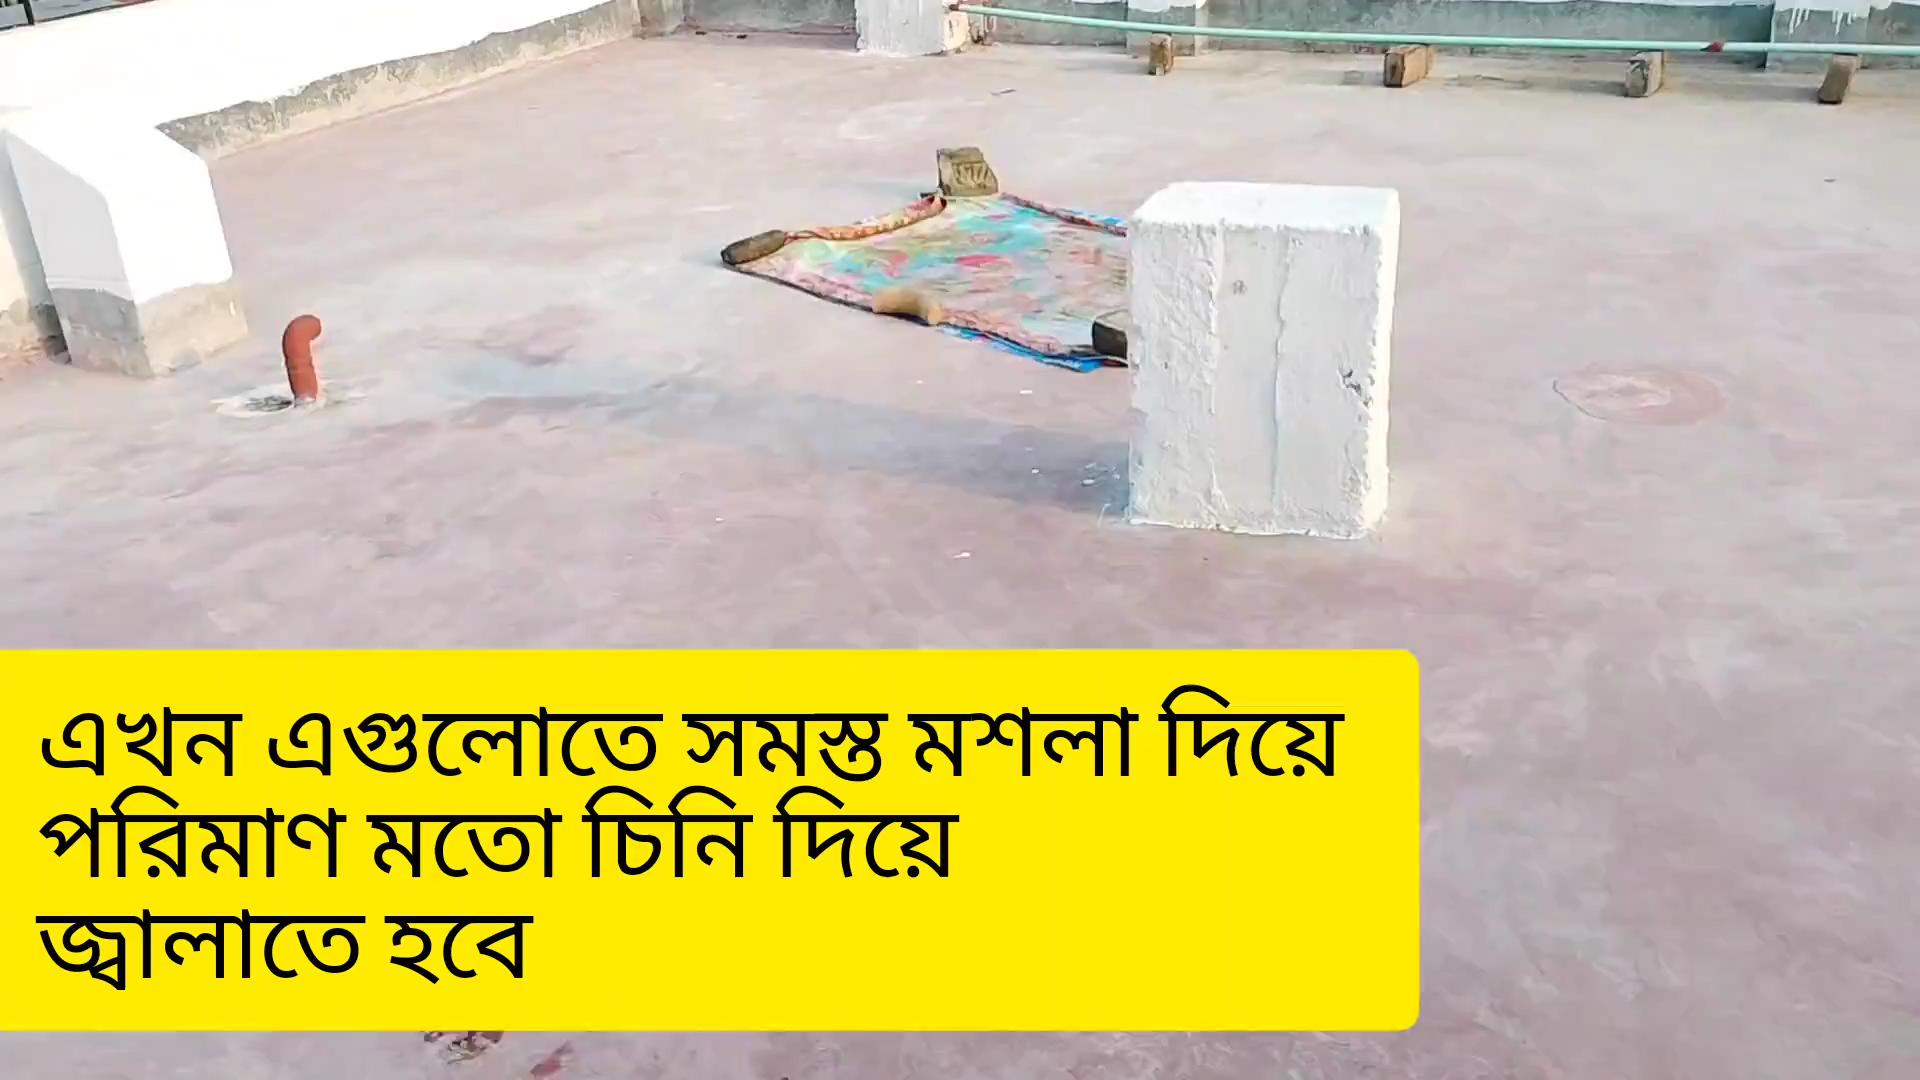 এখন এগুলোতে সমস্ত মশলা দিয়ে
পরিমাণ মতো চিনি দিয়ে
জ্বালাতে হবে